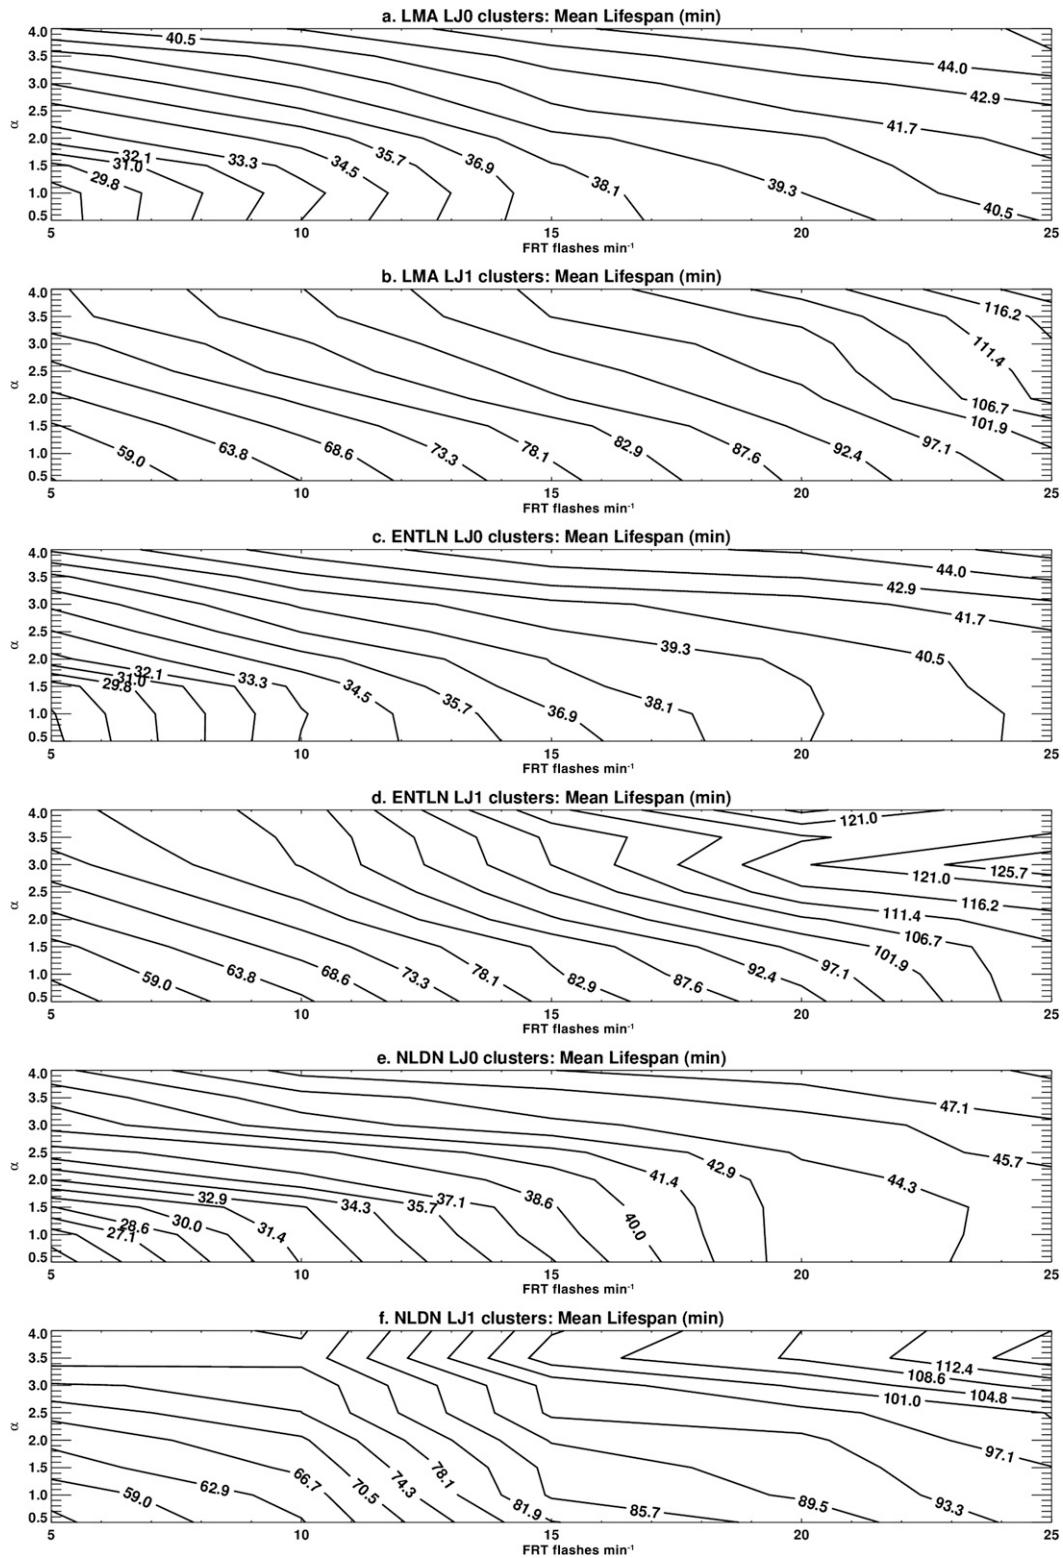 a. LMA LJ0 clusters: Mean Lifespan (min)
4.0
40.5
3.5
44.0
3.0
42.9
2.5
41.7
α
2.0
32.1
33.3
35.7
36.9
1.5
31.0
34.5
29.8
38.1
39.3
1.0
40.5
0.5
5 10 15 20 25
FRT flashes min⁻¹
b. LMA LJ1 clusters: Mean Lifespan (min)
4.0
116.2
3.5
3.0
111.4
2.5
α
2.0
106.7
101.9
1.5
97.1
1.0
59.0 63.8 68.6 73.3 78.1 82.9 87.6 92.4
0.5
5 10 15 20 25
FRT flashes min⁻¹
c. ENTLN LJ0 clusters: Mean Lifespan (min)
4.0
44.0
3.5
42.9
3.0
41.7
2.5
39.3
α
2.0
40.5
32.1
31.0
1.5
29.8 33.3 34.5 35.7 38.1
1.0
36.9
0.5
5 10 15 20 25
FRT flashes min⁻¹
d. ENTLN LJ1 clusters: Mean Lifespan (min)
4.0
121.0
3.5
3.0
125.7
121.0
2.5
116.2
α
2.0
111.4
106.7
1.5
101.9
1.0
59.0 63.8 68.6 73.3 78.1 82.9 87.6 92.4 97.1
0.5
5 10 15 20 25
FRT flashes min⁻¹
e. NLDN LJ0 clusters: Mean Lifespan (min)
4.0
47.1
3.5
3.0
45.7
2.5
42.9
41.4
α
2.0
44.3
32.9 37.1 38.6
1.5
34.3 35.7
28.6 30.0 31.4 40.0
1.0
27.1
0.5
5 10 15 20 25
FRT flashes min⁻¹
f. NLDN LJ1 clusters: Mean Lifespan (min)
4.0
3.5
112.4
108.6
3.0
104.8
101.0
2.5
α
2.0
97.1
1.5
66.7 74.3 78.1
1.0
59.0 62.9 70.5
81.9 85.7 89.5 93.3
0.5
5 10 15 20 25
FRT flashes min⁻¹